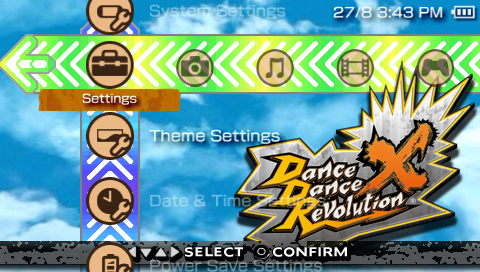 System Settings
27/8 3:43 PM
Settings
Theme Settings
Date & Time Settings
Dance
Dance
Revolution
X
SELECT CONFIRM
Power Save Settings